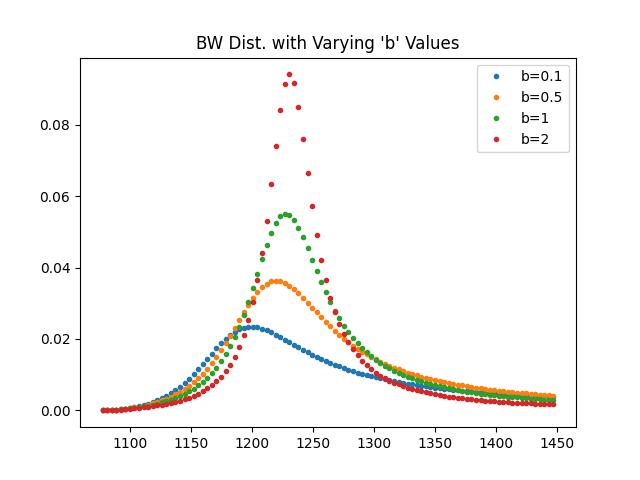 BW Dist. with Varying 'b' Values
b=0.1
b=0.5
b=1
b=2
0.08
0.06
0.04
0.02
0.00
1100 1150 1200 1250 1300 1350 1400 1450